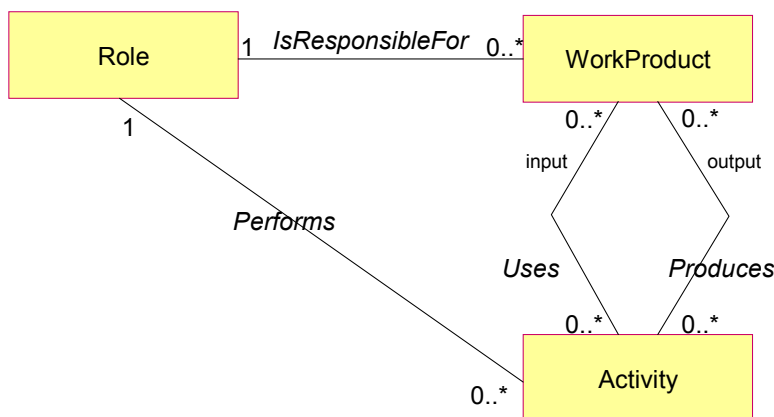 Role
1
IsResponsibleFor
0..*
WorkProduct
1
0..*
0..*
input
output
Performs
Uses
Produces
0..*
0..*
0..*
Activity